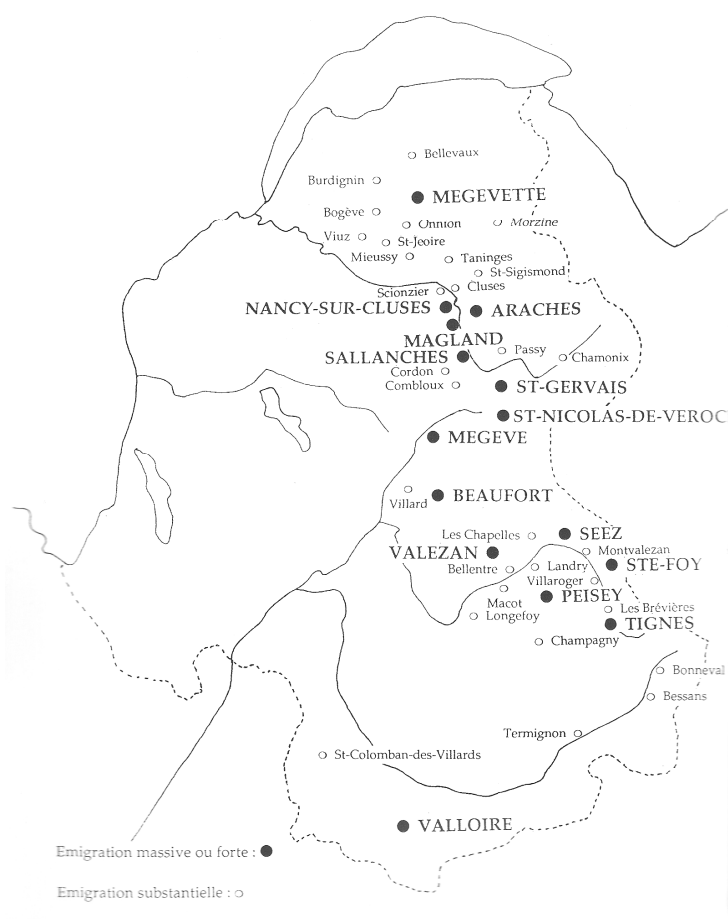 Bellevaux
Burdignin
MEGEVETTE
Bogève
Onnion
Morzine
Viuz
St-Jeoire
Mieussy
Taninges
St-Sigismond
Scionzier
Cluses
NANCY-SUR-CLUSES
ARACHES
MAGLAND
SALLANCHES
Passy
Chamonix
Cordon
Combloux
ST-GERVAIS
ST-NICOLAS-DE-VEROC
MEGEVE
Villard
BEAUFORT
Les Chapelles
SEEZ
VALEZAN
Montvalezan
Bellentre
Landry
STE-FOY
Villaroger
Macot
PEISEY
Longefoy
Les Brévières
TIGNES
Champagny
Bonneval
Bessans
Termignon
St-Colomban-des-Villards
VALLOIRE
Emigration massive ou forte :
Emigration substantielle :